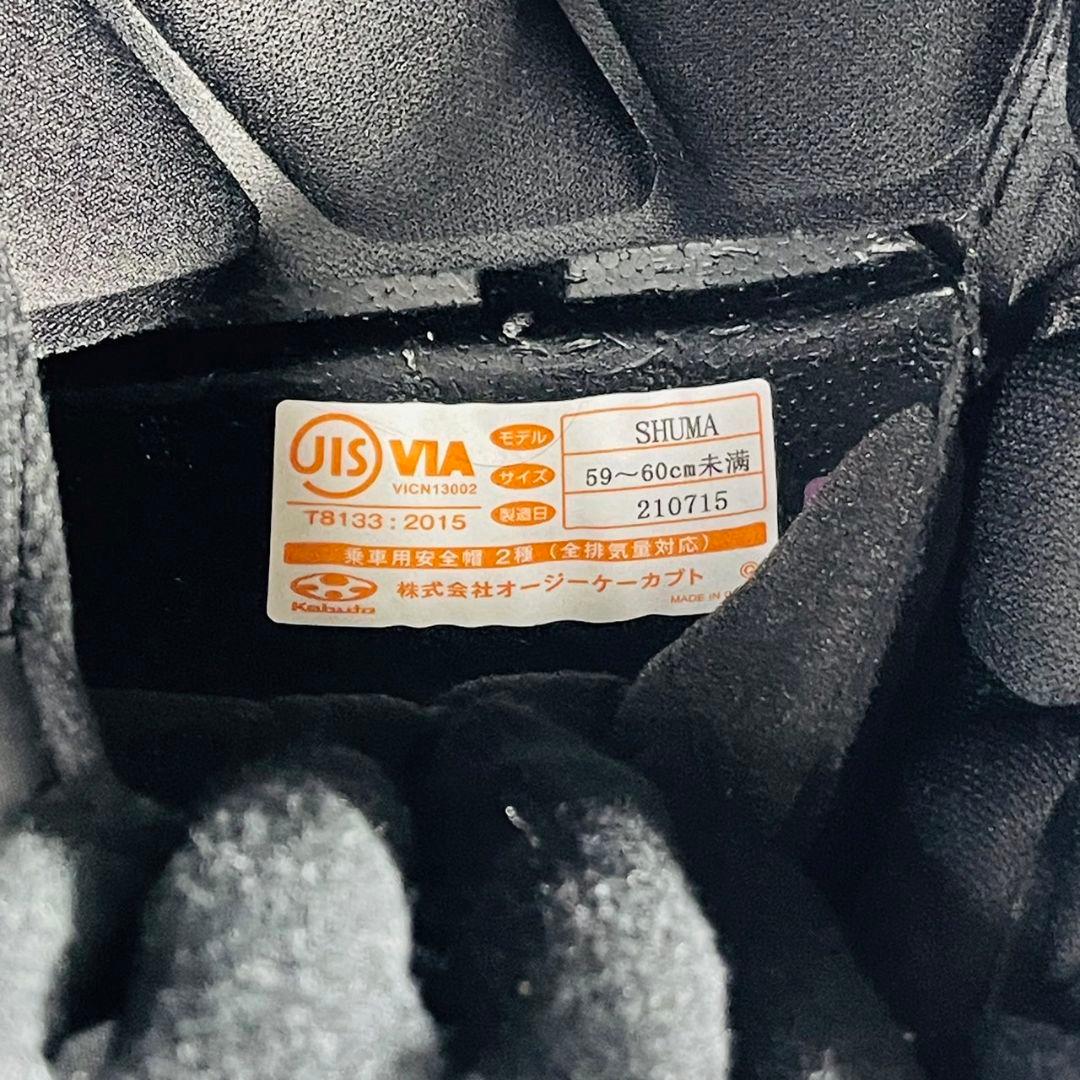 JIS VIA
VICN13002
T8133 : 2015
モデル SHUMA
サイズ 59〜60cm未満
製造日 210715
乗車用安全帽 2種（全排気量対応）
Kabuto 株式会社オージーケーカブト
MADE IN